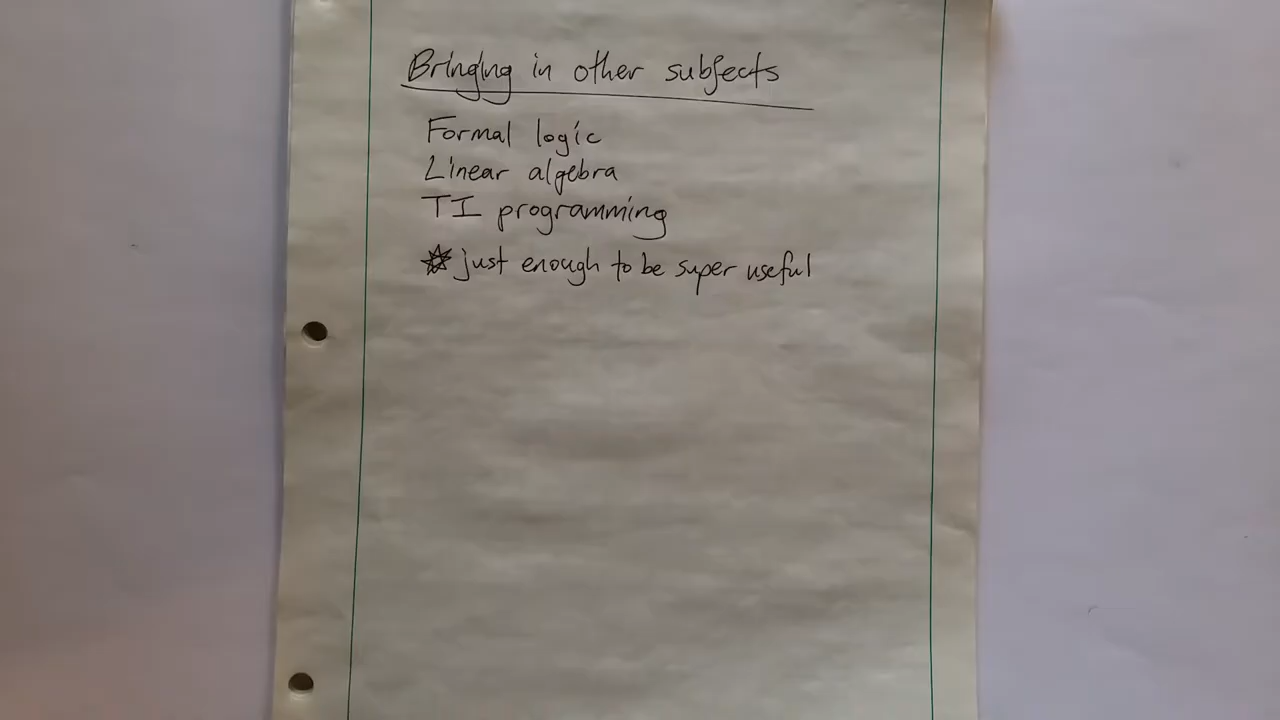 Bringing in other subjects
Formal logic
Linear algebra
TI programming
* just enough to be super useful